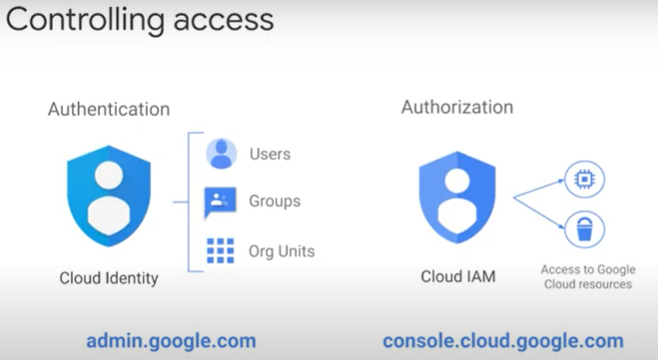 Controlling access
Authentication
Users
Groups
Org Units
Cloud Identity
admin.google.com
Authorization
Cloud IAM
Access to Google
Cloud resources
console.cloud.google.com